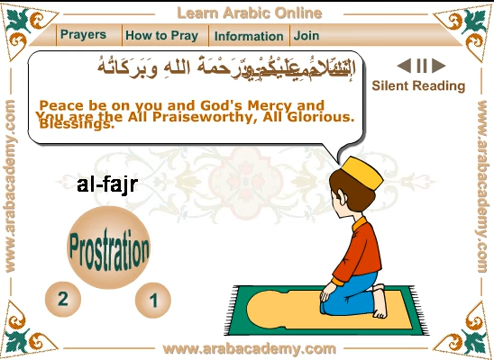 Learn Arabic Online
Prayers
How to Pray
Information
Join
السَّلَامُ عَلَيْكُمْ وَرَحْمَةُ اللهِ وَبَرَكَاتُهُ
Silent Reading
Peace be on you and God's Mercy and
You are the All Praiseworthy, All Glorious.
Blessings.
al-fajr
Prostration
2
1
www.arabacademy.com
www.arabacademy.com
www.arabacademy.com